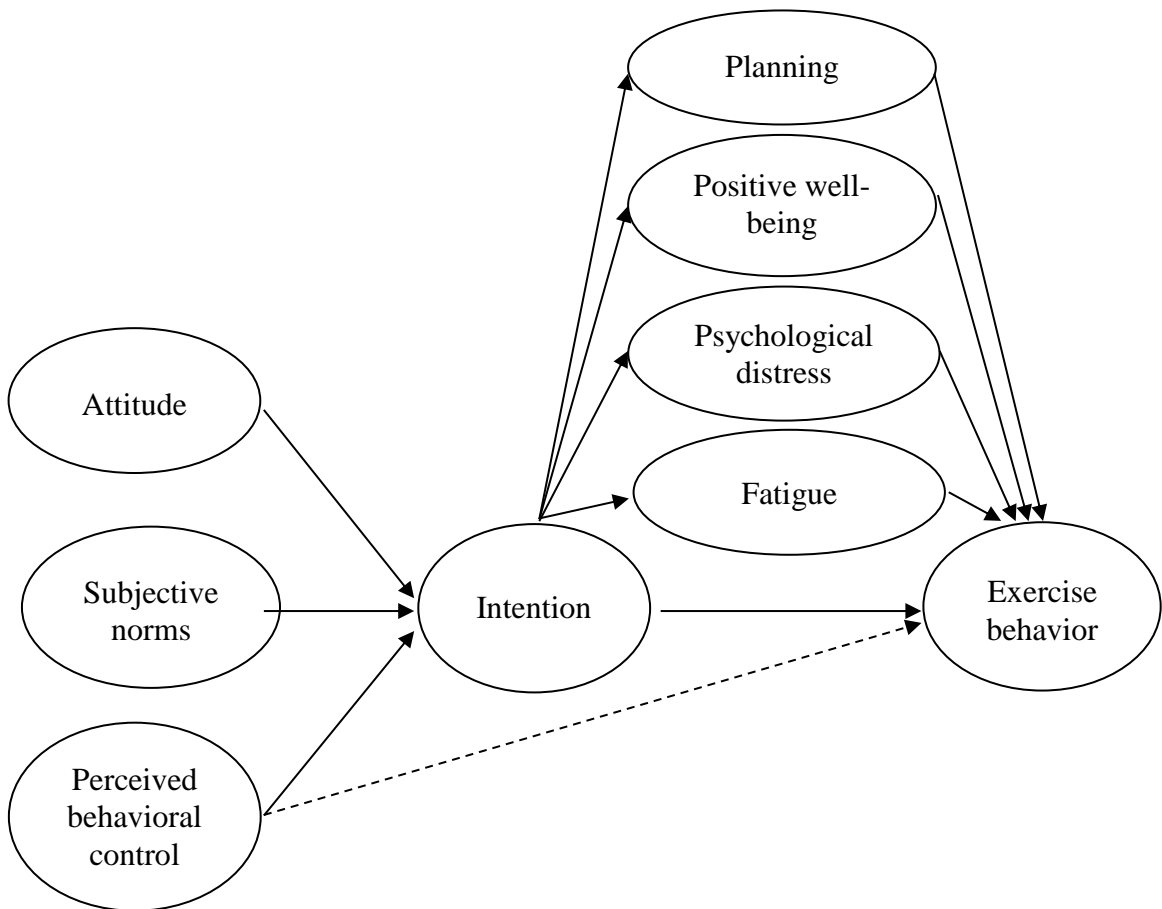 Planning
Positive well-
being
Psychological
distress
Fatigue
Attitude
Subjective
norms
Intention
Exercise
behavior
Perceived
behavioral
control